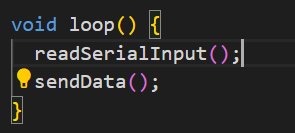 void loop() {
  readSerialInput();
  sendData();
}